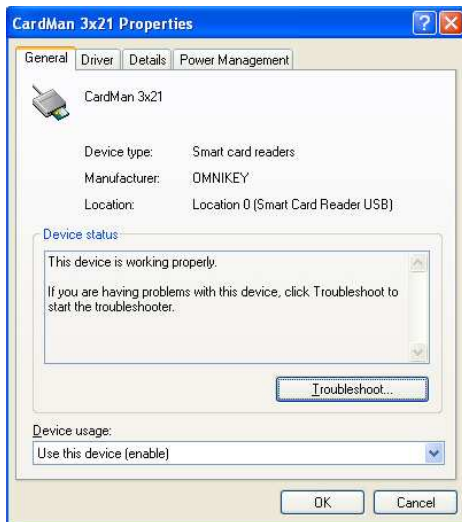 CardMan 3x21 Properties
General Driver Details Power Management
CardMan 3x21
Device type: Smart card readers
Manufacturer: OMNIKEY
Location: Location 0 (Smart Card Reader USB)
Device status
This device is working properly.
If you are having problems with this device, click Troubleshoot to
start the troubleshooter.
Troubleshoot...
Device usage:
Use this device (enable)
OK Cancel